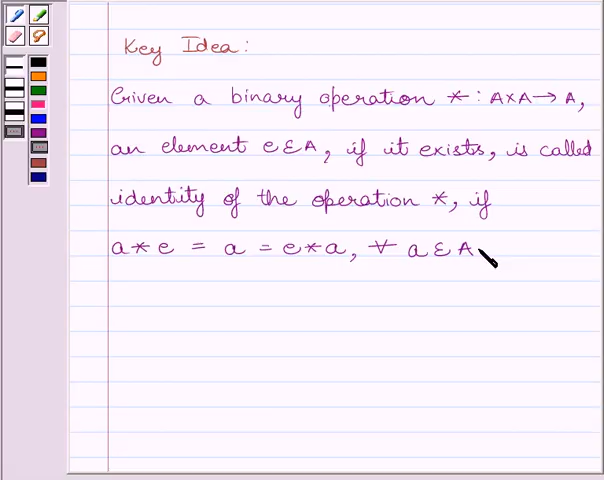 Key Idea:
Given a binary operation * : A×A → A,
an element e ∈ A, if it exists, is called
identity of the operation *, if
a * e = a = e * a, ∀ a ∈ A